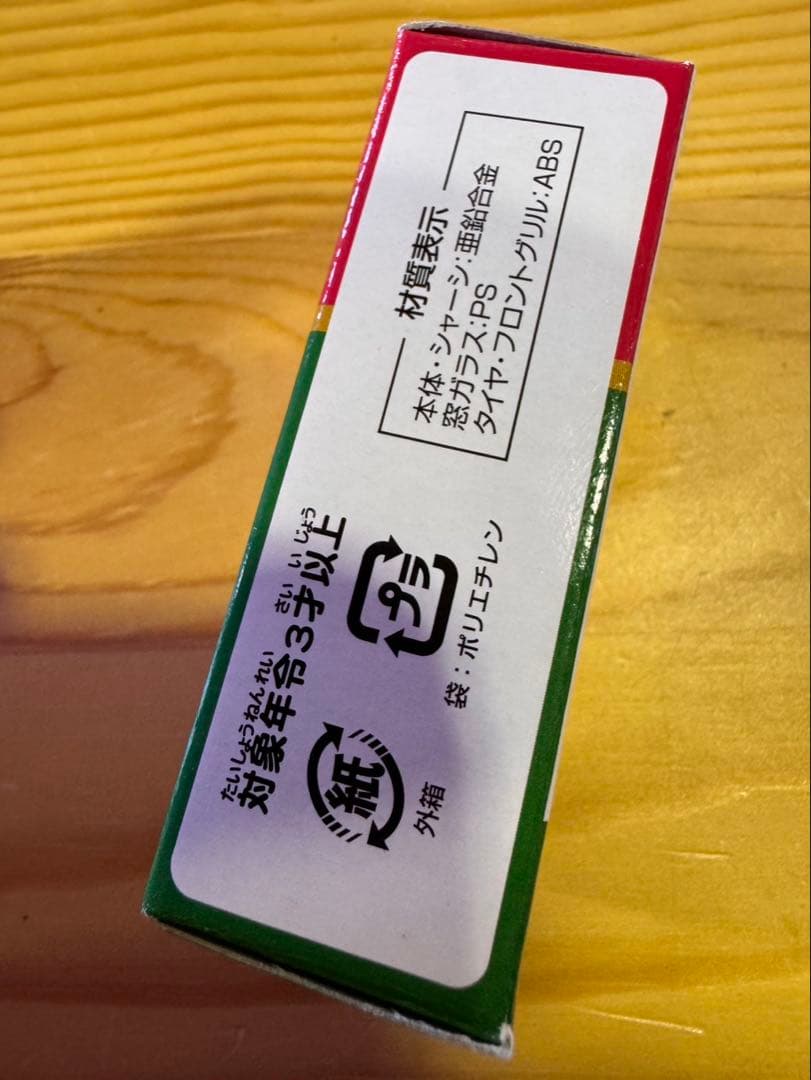 たいしょうねんれい さい いじょう
対象年令3才以上
紙
外箱
プラ
袋：ポリエチレン
材質表示
本体・シャーシ：亜鉛合金
窓ガラス：PS
タイヤ・フロントグリル：ABS